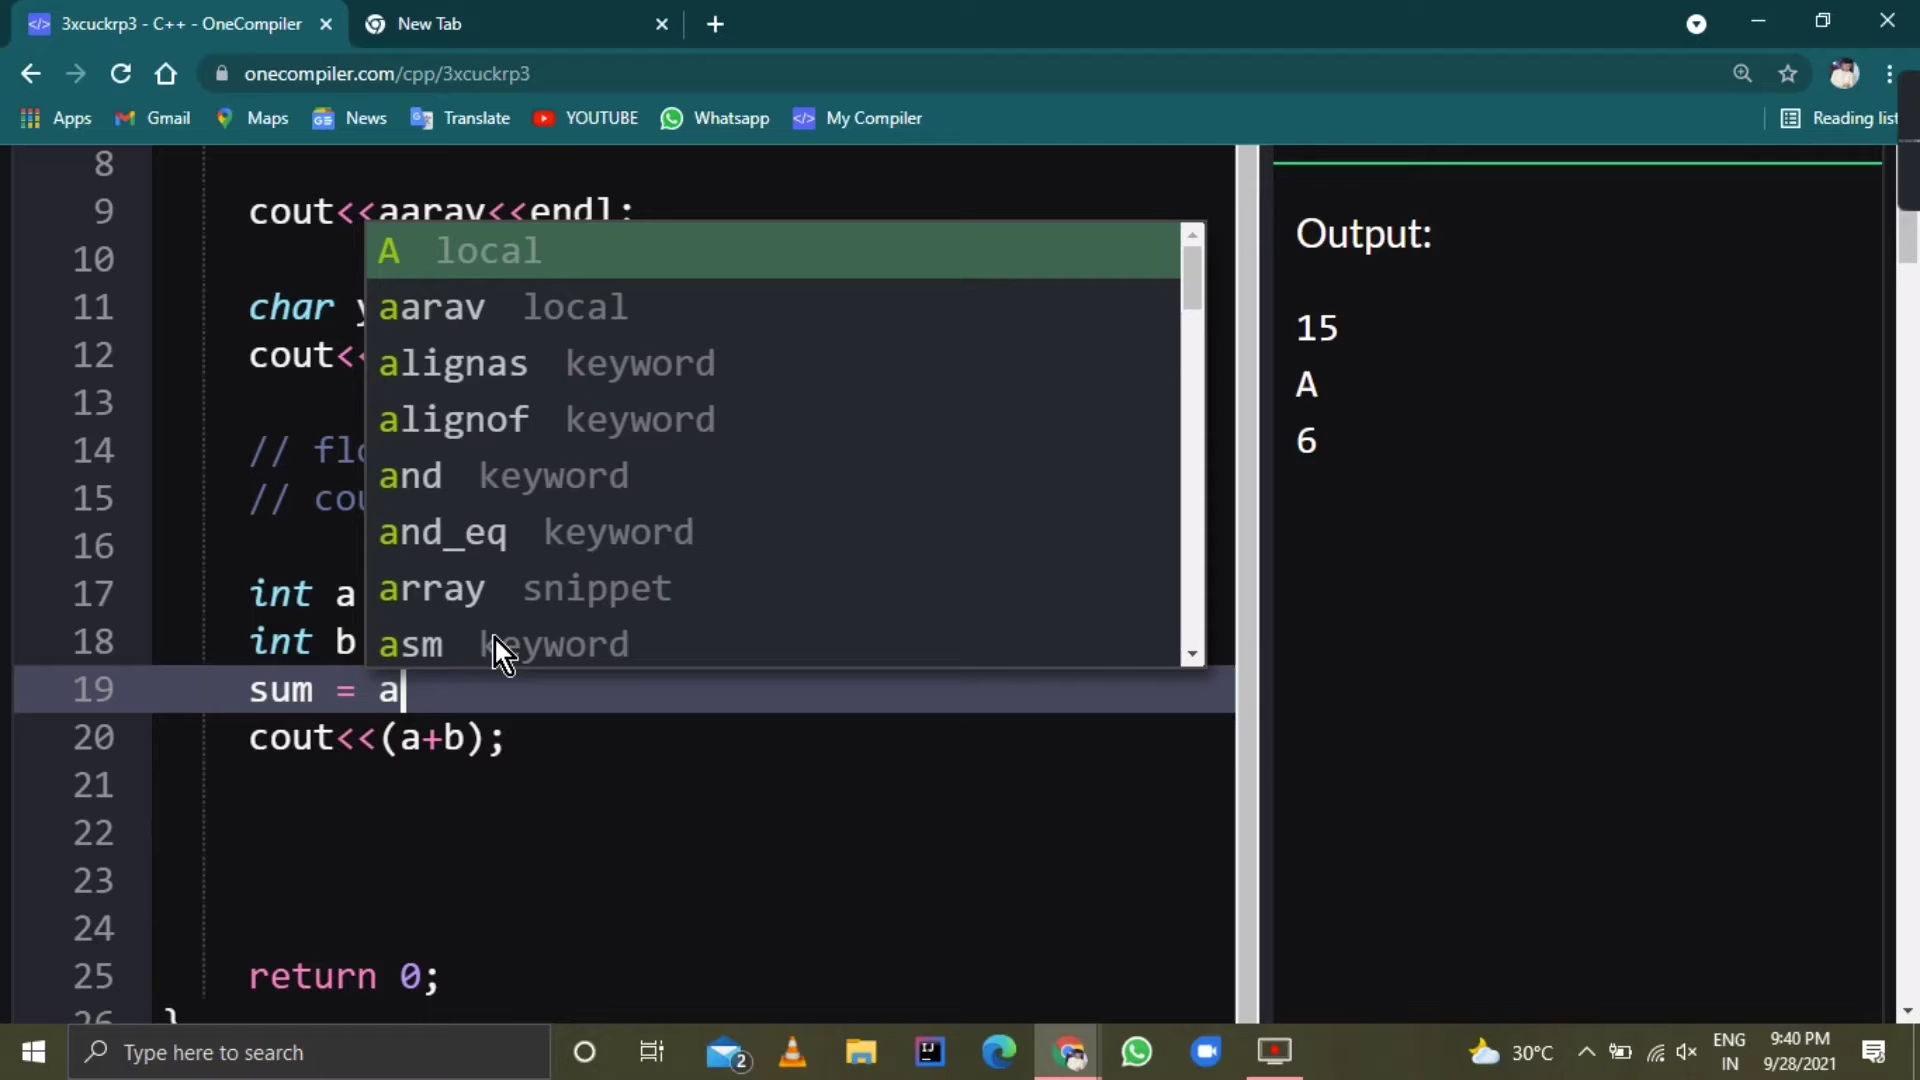 3xcuckrp3 - C++ - OneCompiler
New Tab
onecompiler.com/cpp/3xcuckrp3
Apps Gmail Maps News Translate YOUTUBE Whatsapp My Compiler Reading list
8
9 cout<<aarav<<endl;
10
11 char
12 cout<
13
14 // flo
15 // cou
16
17 int a
18 int b
19 sum = a
20 cout<<(a+b);
21
22
23
24
25 return 0;
26 }
A local
aarav local
alignas keyword
alignof keyword
and keyword
and_eq keyword
array snippet
asm keyword
Output:
15
A
6
Type here to search
2
30°C
ENG
IN
9:40 PM
9/28/2021